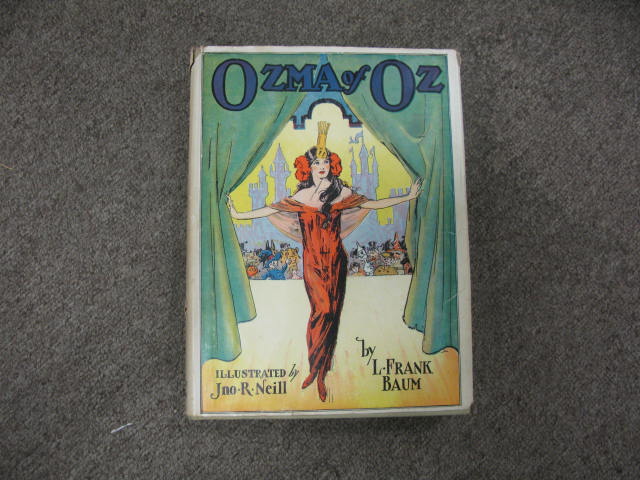 OZMA of OZ
by
L. FRANK
BAUM
ILLUSTRATED by
Jno. R. Neill